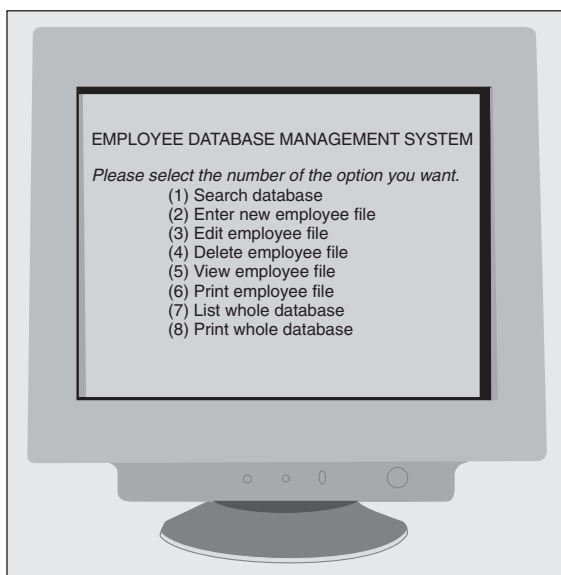 EMPLOYEE DATABASE MANAGEMENT SYSTEM
Please select the number of the option you want.
(1) Search database
(2) Enter new employee file
(3) Edit employee file
(4) Delete employee file
(5) View employee file
(6) Print employee file
(7) List whole database
(8) Print whole database